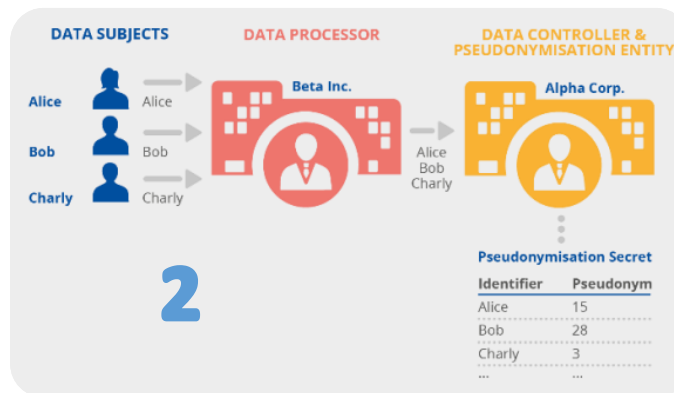 DATA SUBJECTS
DATA PROCESSOR
DATA CONTROLLER &
PSEUDONYMISATION ENTITY
Beta Inc.
Alpha Corp.
Alice
Alice
Bob
Bob
Charly
Charly
Alice
Bob
Charly
2
Pseudonymisation Secret
Identifier Pseudonym
Alice 15
Bob 28
Charly 3
... ...